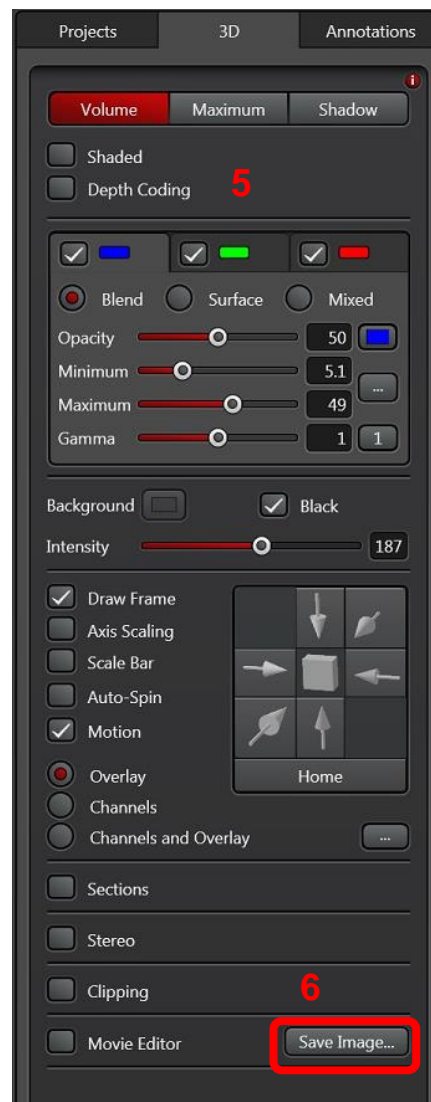 Projects 3D Annotations
i
Volume Maximum Shadow
Shaded
Depth Coding 5
Blend Surface Mixed
Opacity 50
Minimum 5.1
...
Maximum 49
Gamma 1 1
Background Black
Intensity 187
Draw Frame
Axis Scaling
Scale Bar
Auto-Spin
Motion
Overlay Home
Channels
Channels and Overlay ...
Sections
Stereo
Clipping 6
Movie Editor Save Image...